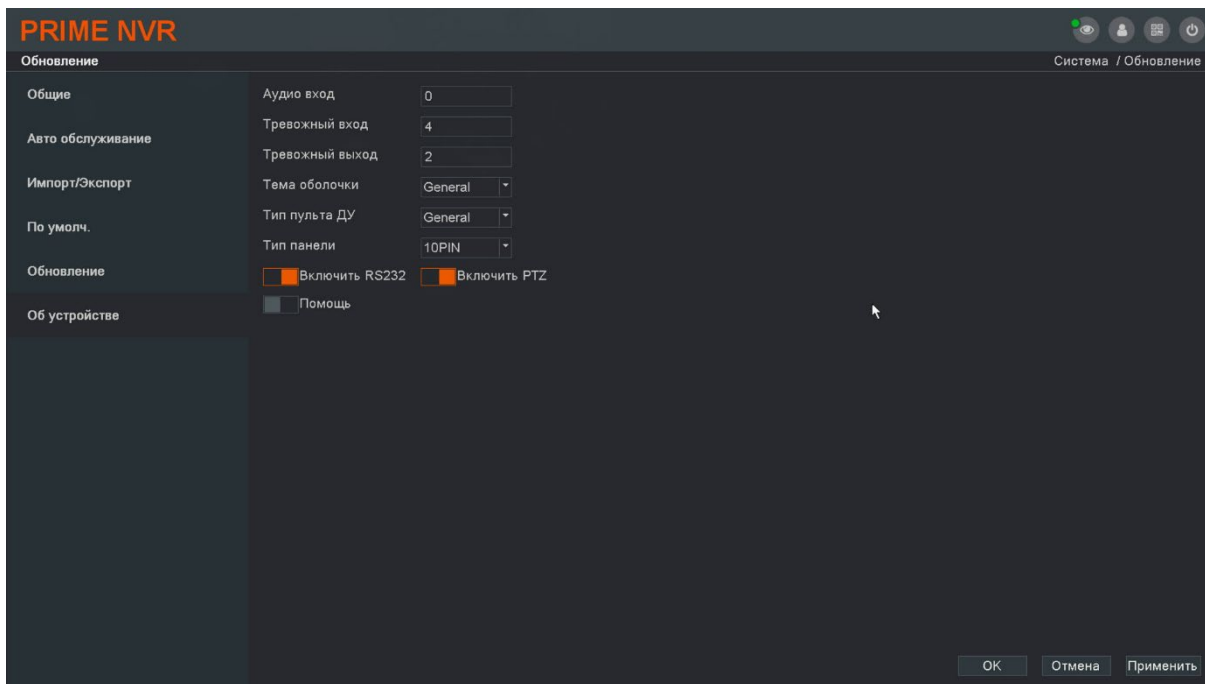 PRIME NVR
Обновление
Система / Обновление
Общие
Авто обслуживание
Импорт/Экспорт
По умолч.
Обновление
Об устройстве
Аудио вход 0
Тревожный вход 4
Тревожный выход 2
Тема оболочки General
Тип пульта ДУ General
Тип панели 10PIN
Включить RS232 Включить PTZ
Помощь
OK Отмена Применить